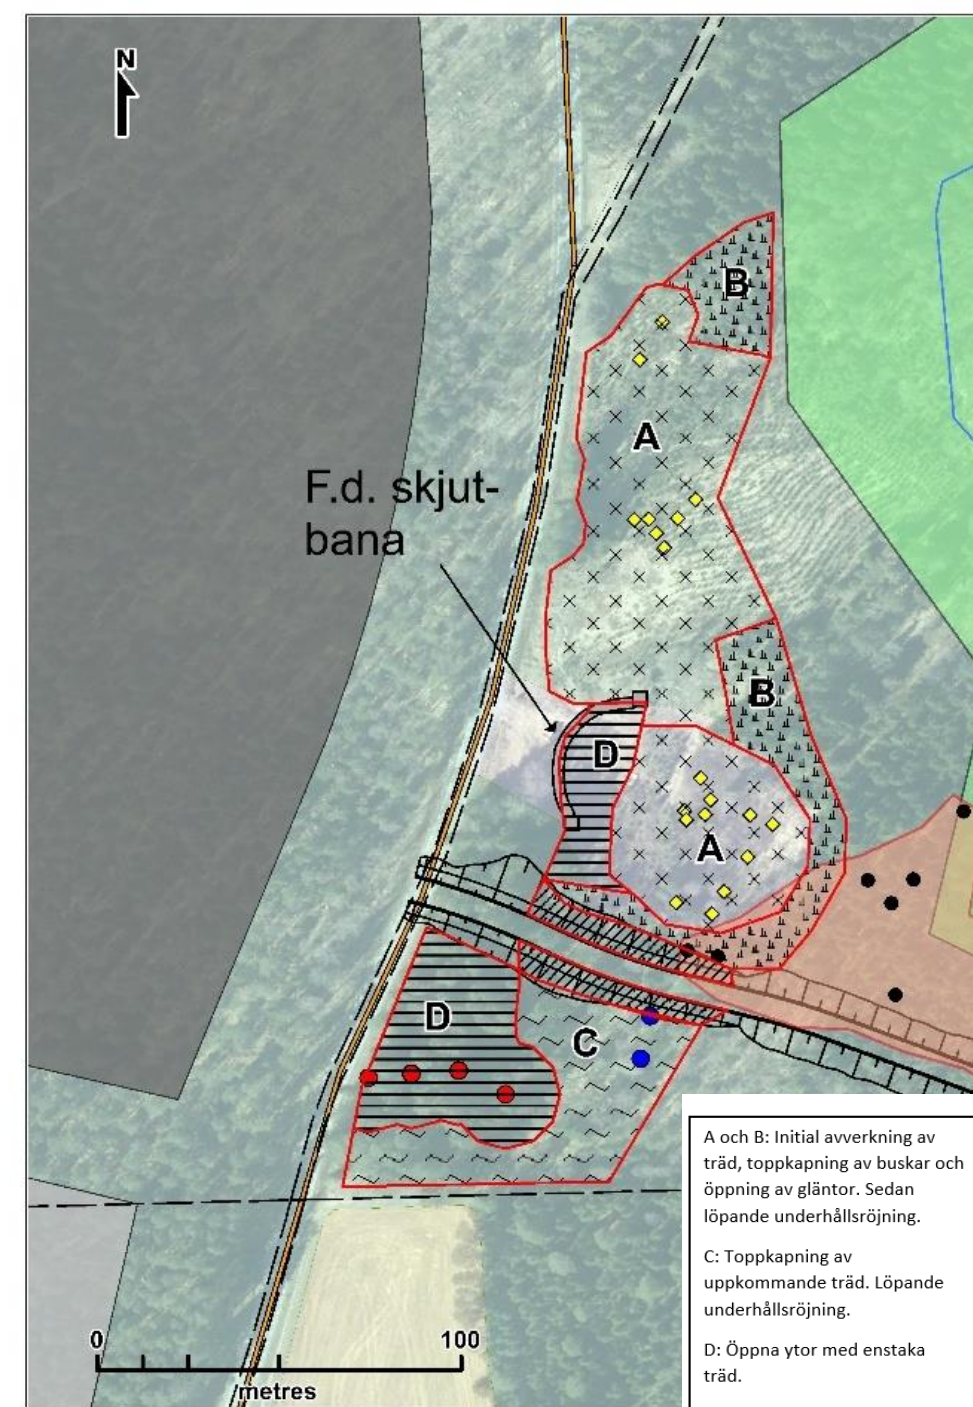 N
B
A
F.d. skjut-
bana
B
D
A
D
C
A och B: Initial avverkning av
träd, toppkapning av buskar och
öppning av gläntor. Sedan
löpande underhållsröjning.
C: Toppkapning av
uppkommande träd. Löpande
underhållsröjning.
D: Öppna ytor med enstaka
träd.
0 100
metres